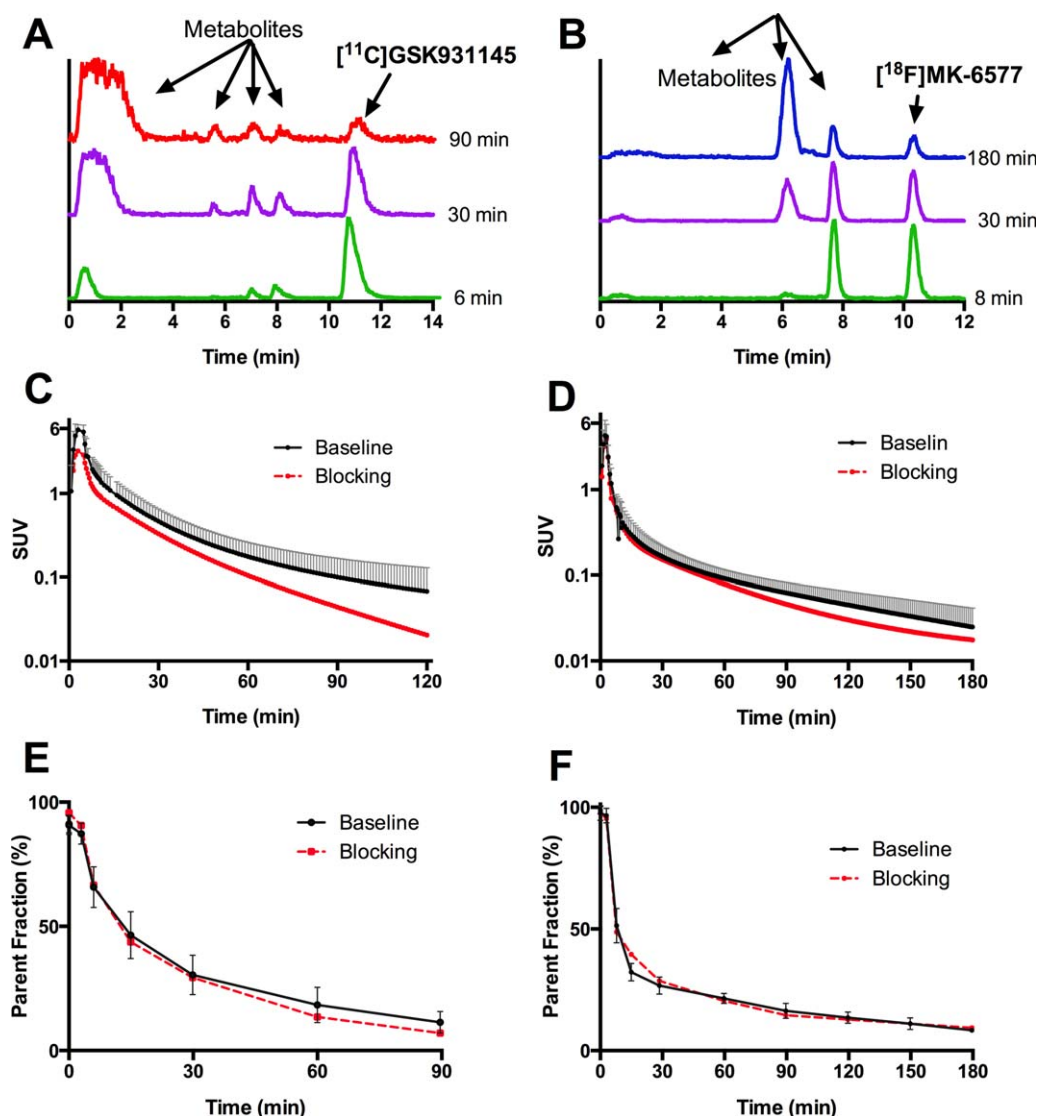 A
Metabolites
[¹¹C]GSK931145
90 min
30 min
6 min
0 2 4 6 8 10 12 14
Time (min)
B
Metabolites
[¹⁸F]MK-6577
180 min
30 min
8 min
0 2 4 6 8 10 12
Time (min)
C
6
1
0.1
0.01
SUV
Baseline
Blocking
0 30 60 90 120
Time (min)
D
6
1
0.1
0.01
SUV
Baselin
Blocking
0 30 60 90 120 150 180
Time (min)
E
100
50
0
Parent Fraction (%)
Baseline
Blocking
0 30 60 90
Time (min)
F
100
50
0
Parent Fraction (%)
Baseline
Blocking
0 30 60 90 120 150 180
Time (min)